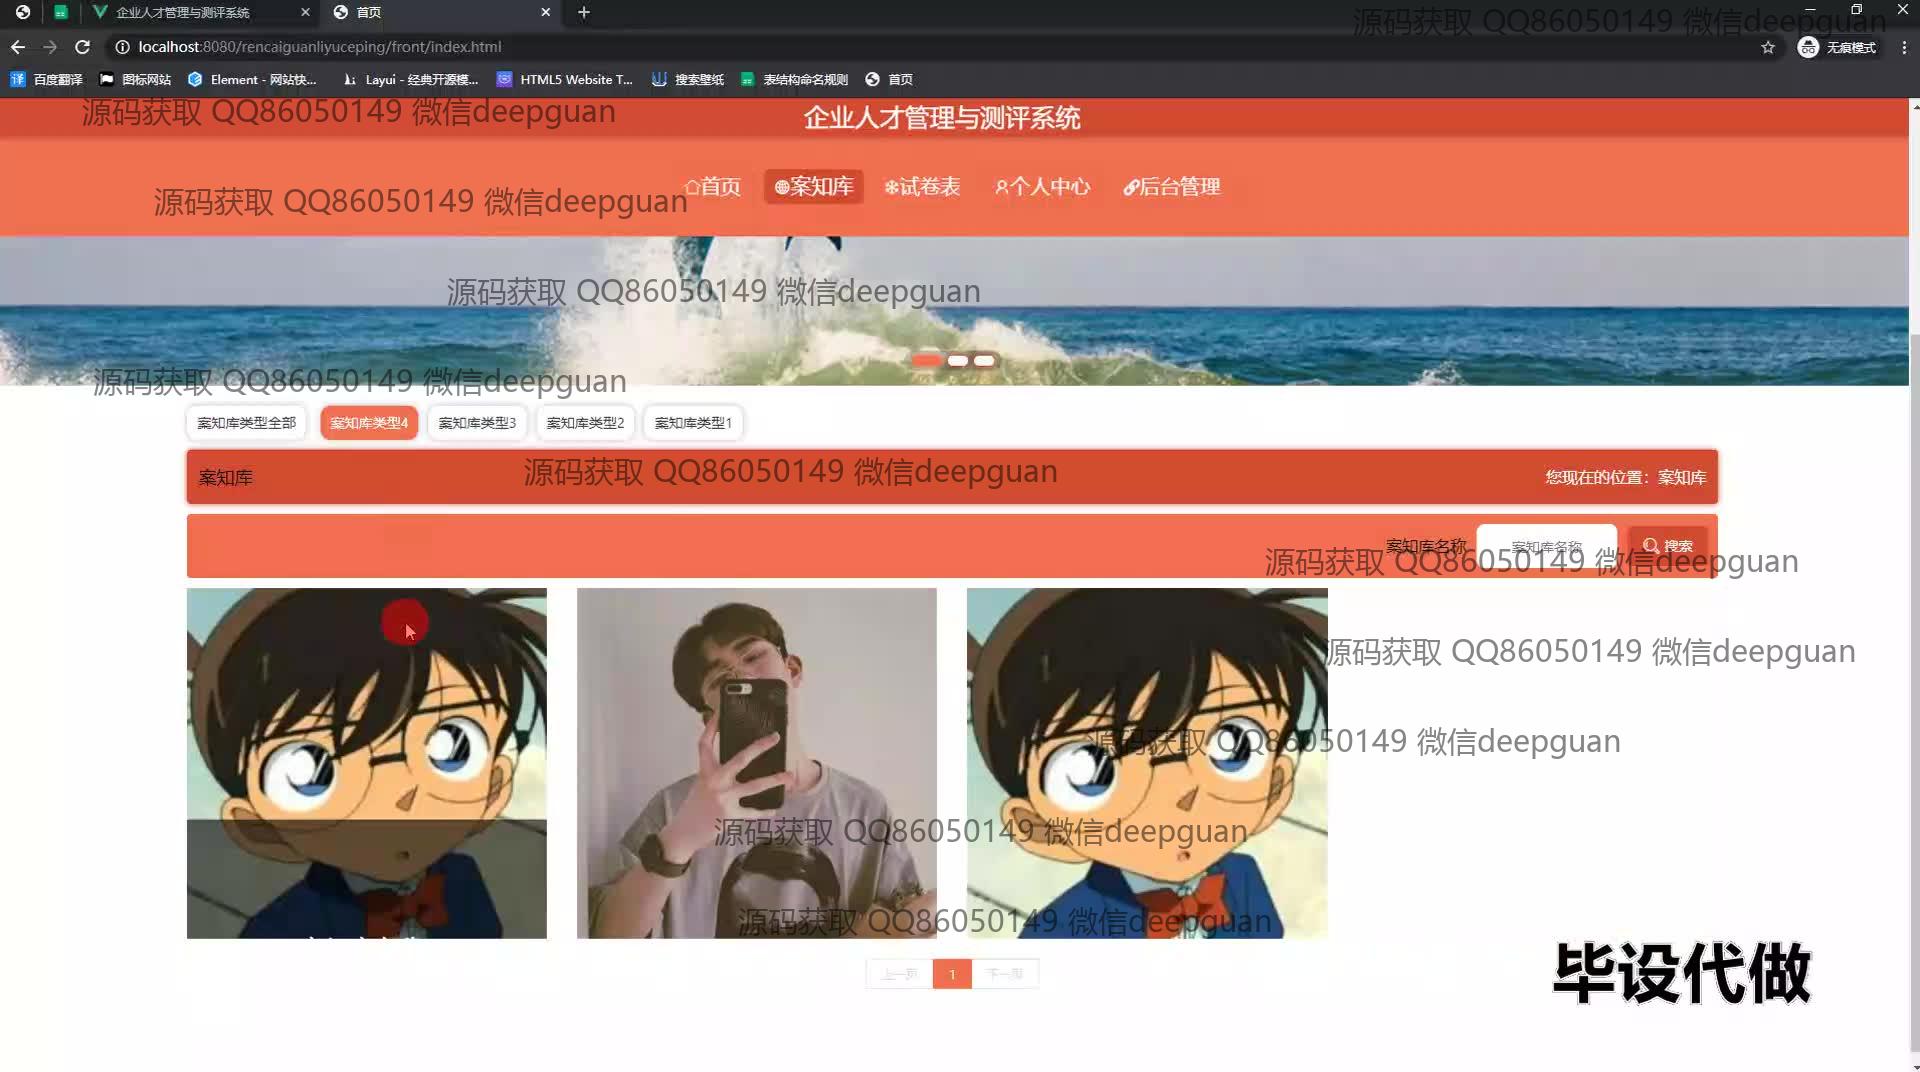 企业人才管理与测评系统
首页
源码获取 QQ86050149 微信deepguan
localhost:8080/rencaiguanliyuceping/front/index.html
无痕模式
百度翻译
图标网站
Element - 网站快...
Layui - 经典开源模...
HTML5 Website T...
搜索壁纸
表结构命名规则
首页
源码获取 QQ86050149 微信deepguan
企业人才管理与测评系统
首页
案知库
试卷表
个人中心
后台管理
源码获取 QQ86050149 微信deepguan
源码获取 QQ86050149 微信deepguan
源码获取 QQ86050149 微信deepguan
案知库类型全部
案知库类型4
案知库类型3
案知库类型2
案知库类型1
案知库
源码获取 QQ86050149 微信deepguan
您现在的位置：案知库
案知库名称
案知库名称
搜索
源码获取 QQ86050149 微信deepguan
源码获取 QQ86050149 微信deepguan
源码获取 QQ86050149 微信deepguan
源码获取 QQ86050149 微信deepguan
源码获取 QQ86050149 微信deepguan
上一页
1
下一页
毕设代做